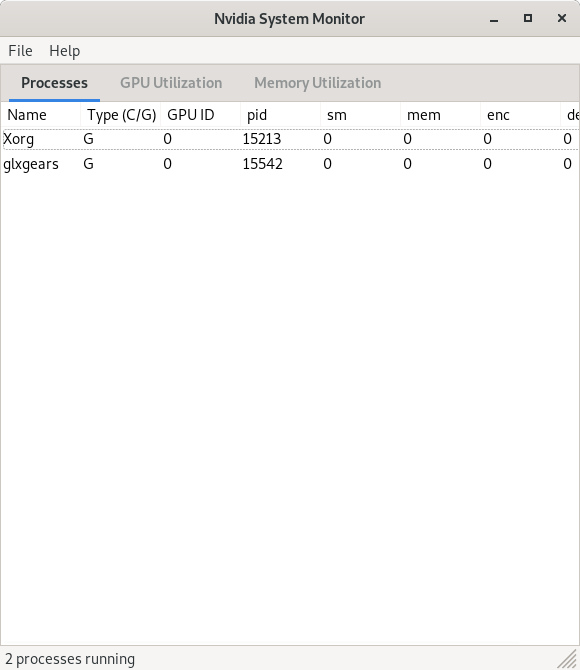 Nvidia System Monitor
File Help
Processes GPU Utilization Memory Utilization
Name Type (C/G) GPU ID pid sm mem enc de
Xorg G 0 15213 0 0 0 0
glxgears G 0 15542 0 0 0 0
2 processes running